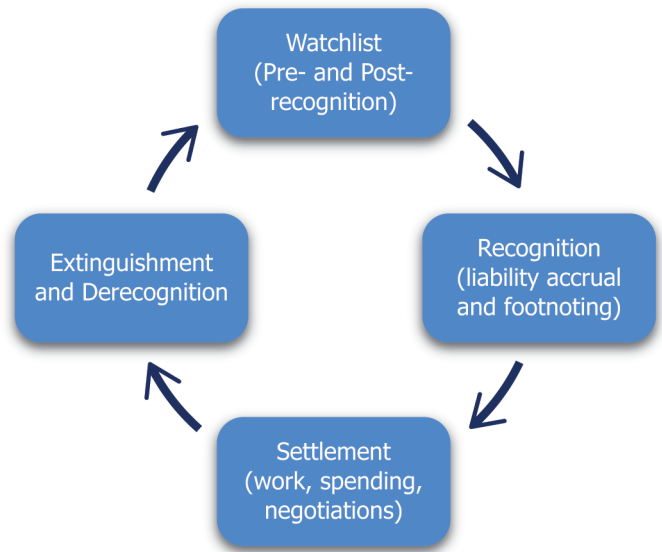 Watchlist
(Pre- and Post-
recognition)
Recognition
(liability accrual
and footnoting)
Settlement
(work, spending,
negotiations)
Extinguishment
and Derecognition